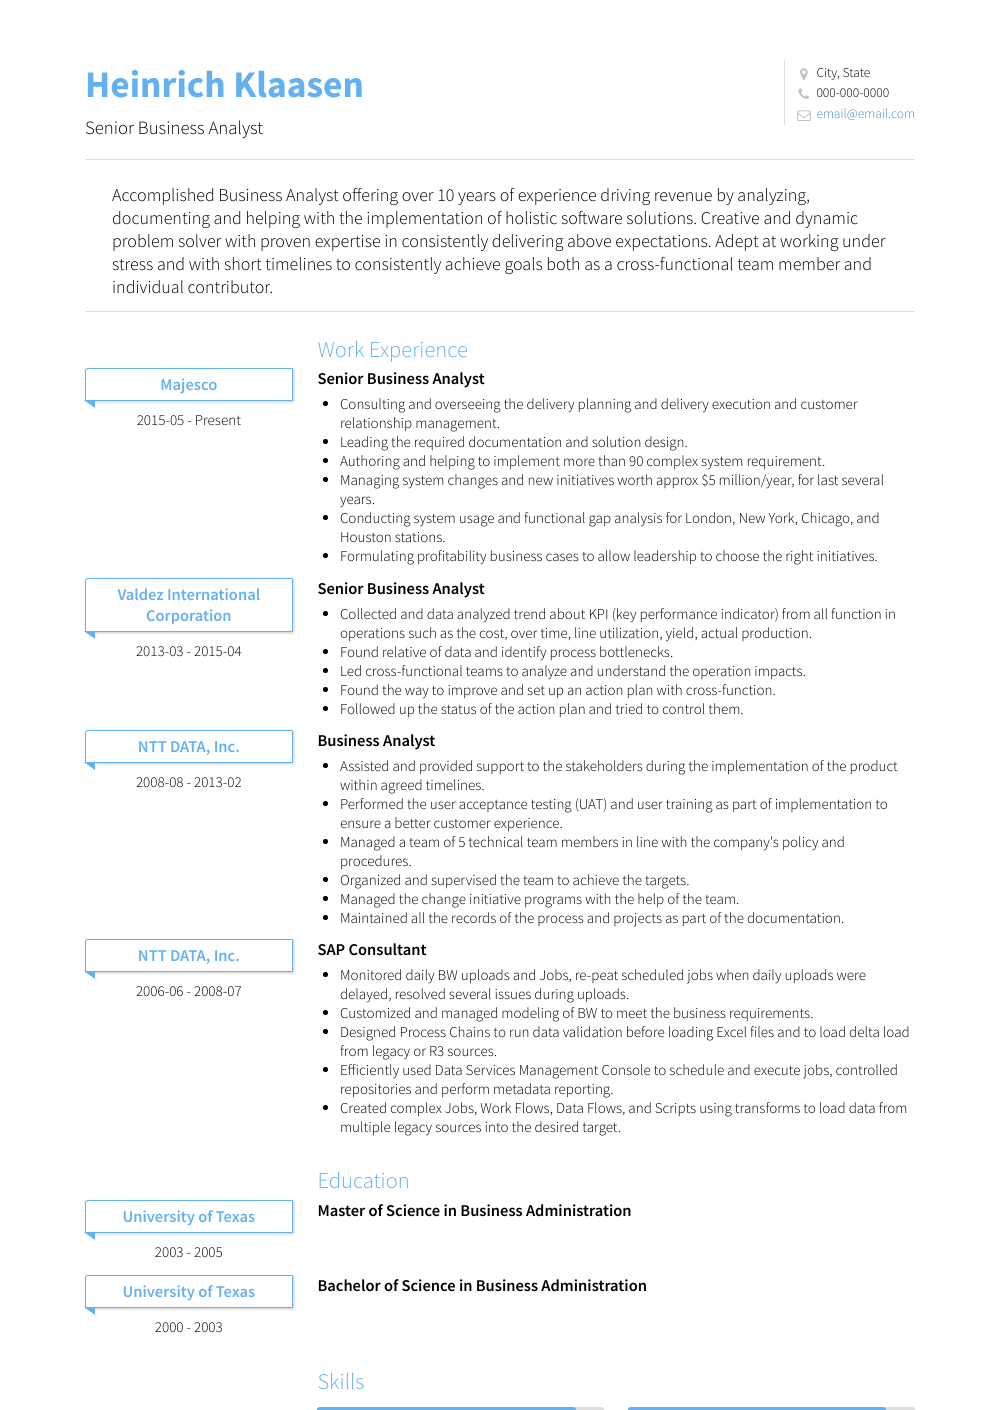 Heinrich Klaasen
Senior Business Analyst
City, State
000-000-0000
email@email.com
Accomplished Business Analyst offering over 10 years of experience driving revenue by analyzing,
documenting and helping with the implementation of holistic software solutions. Creative and dynamic
problem solver with proven expertise in consistently delivering above expectations. Adept at working under
stress and with short timelines to consistently achieve goals both as a cross-functional team member and
individual contributor.
Work Experience
Majesco
2015-05 - Present
Senior Business Analyst
• Consulting and overseeing the delivery planning and delivery execution and customer
relationship management.
• Leading the required documentation and solution design.
• Authoring and helping to implement more than 90 complex system requirement.
• Managing system changes and new initiatives worth approx $5 million/year, for last several
years.
• Conducting system usage and functional gap analysis for London, New York, Chicago, and
Houston stations.
• Formulating profitability business cases to allow leadership to choose the right initiatives.
Valdez International
Corporation
2013-03 - 2015-04
Senior Business Analyst
• Collected and data analyzed trend about KPI (key performance indicator) from all function in
operations such as the cost, over time, line utilization, yield, actual production.
• Found relative of data and identify process bottlenecks.
• Led cross-functional teams to analyze and understand the operation impacts.
• Found the way to improve and set up an action plan with cross-function.
• Followed up the status of the action plan and tried to control them.
NTT DATA, Inc.
2008-08 - 2013-02
Business Analyst
• Assisted and provided support to the stakeholders during the implementation of the product
within agreed timelines.
• Performed the user acceptance testing (UAT) and user training as part of implementation to
ensure a better customer experience.
• Managed a team of 5 technical team members in line with the company's policy and
procedures.
• Organized and supervised the team to achieve the targets.
• Managed the change initiative programs with the help of the team.
• Maintained all the records of the process and projects as part of the documentation.
NTT DATA, Inc.
2006-06 - 2008-07
SAP Consultant
• Monitored daily BW uploads and Jobs, re-peat scheduled jobs when daily uploads were
delayed, resolved several issues during uploads.
• Customized and managed modeling of BW to meet the business requirements.
• Designed Process Chains to run data validation before loading Excel files and to load delta load
from legacy or R3 sources.
• Efficiently used Data Services Management Console to schedule and execute jobs, controlled
repositories and perform metadata reporting.
• Created complex Jobs, Work Flows, Data Flows, and Scripts using transforms to load data from
multiple legacy sources into the desired target.
Education
University of Texas
2003 - 2005
Master of Science in Business Administration
University of Texas
2000 - 2003
Bachelor of Science in Business Administration
Skills